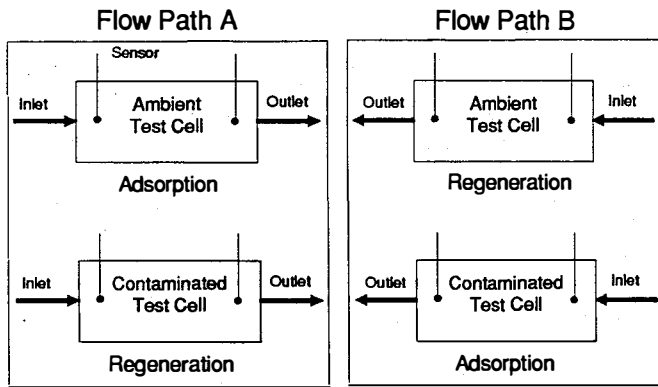 Flow Path A
Sensor
Inlet
Ambient
Test Cell
Outlet
Adsorption
Inlet
Contaminated
Test Cell
Outlet
Regeneration
Flow Path B
Outlet
Ambient
Test Cell
Inlet
Regeneration
Outlet
Contaminated
Test Cell
Inlet
Adsorption